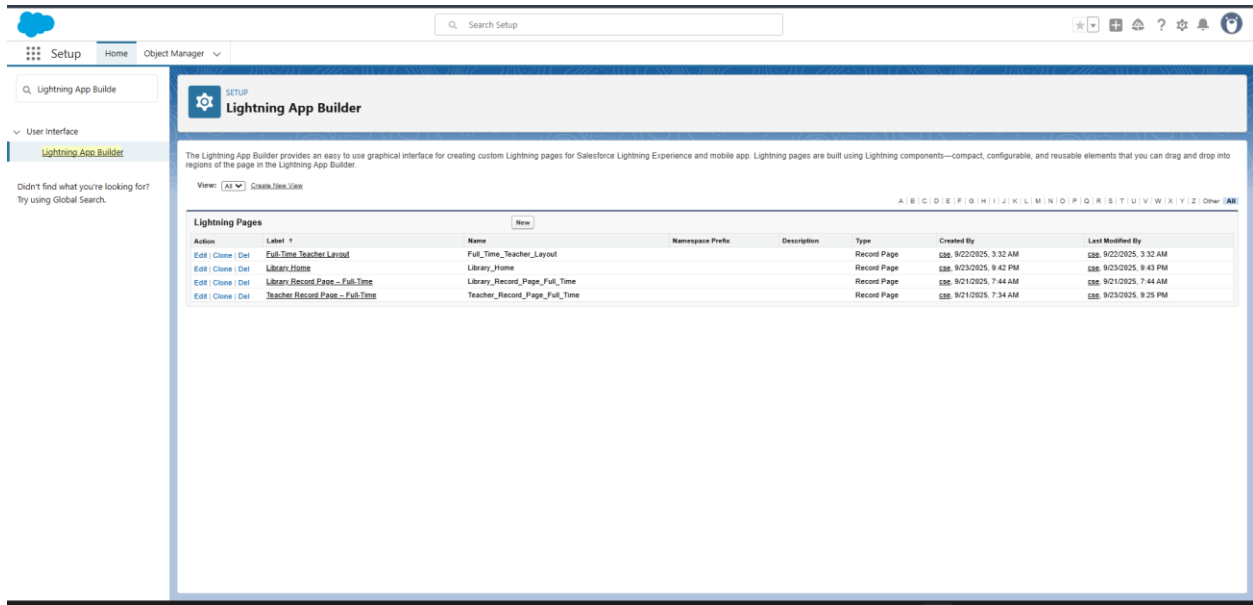 Search Setup
Setup Home Object Manager
Lightning App Builde
User Interface
Lightning App Builder
Didn't find what you're looking for?
Try using Global Search.
SETUP
Lightning App Builder
The Lightning App Builder provides an easy to use graphical interface for creating custom Lightning pages for Salesforce Lightning Experience and mobile app. Lightning pages are built using Lightning components—compact, configurable, and reusable elements that you can drag and drop into
regions of the page in the Lightning App Builder.
View: All Create New View
A | B | C | D | E | F | G | H | I | J | K | L | M | N | O | P | Q | R | S | T | U | V | W | X | Y | Z | Other All
Lightning Pages New
Action Label ↑ Name Namespace Prefix Description Type Created By Last Modified By
Edit | Clone | Del Full-Time Teacher Layout Full_Time_Teacher_Layout Record Page cse, 9/22/2025, 3:32 AM cse, 9/22/2025, 3:32 AM
Edit | Clone | Del Library Home Library_Home Record Page cse, 9/23/2025, 9:42 PM cse, 9/23/2025, 9:43 PM
Edit | Clone | Del Library Record Page – Full-Time Library_Record_Page_Full_Time Record Page cse, 9/21/2025, 7:44 AM cse, 9/21/2025, 7:44 AM
Edit | Clone | Del Teacher Record Page – Full-Time Teacher_Record_Page_Full_Time Record Page cse, 9/21/2025, 7:34 AM cse, 9/23/2025, 9:25 PM